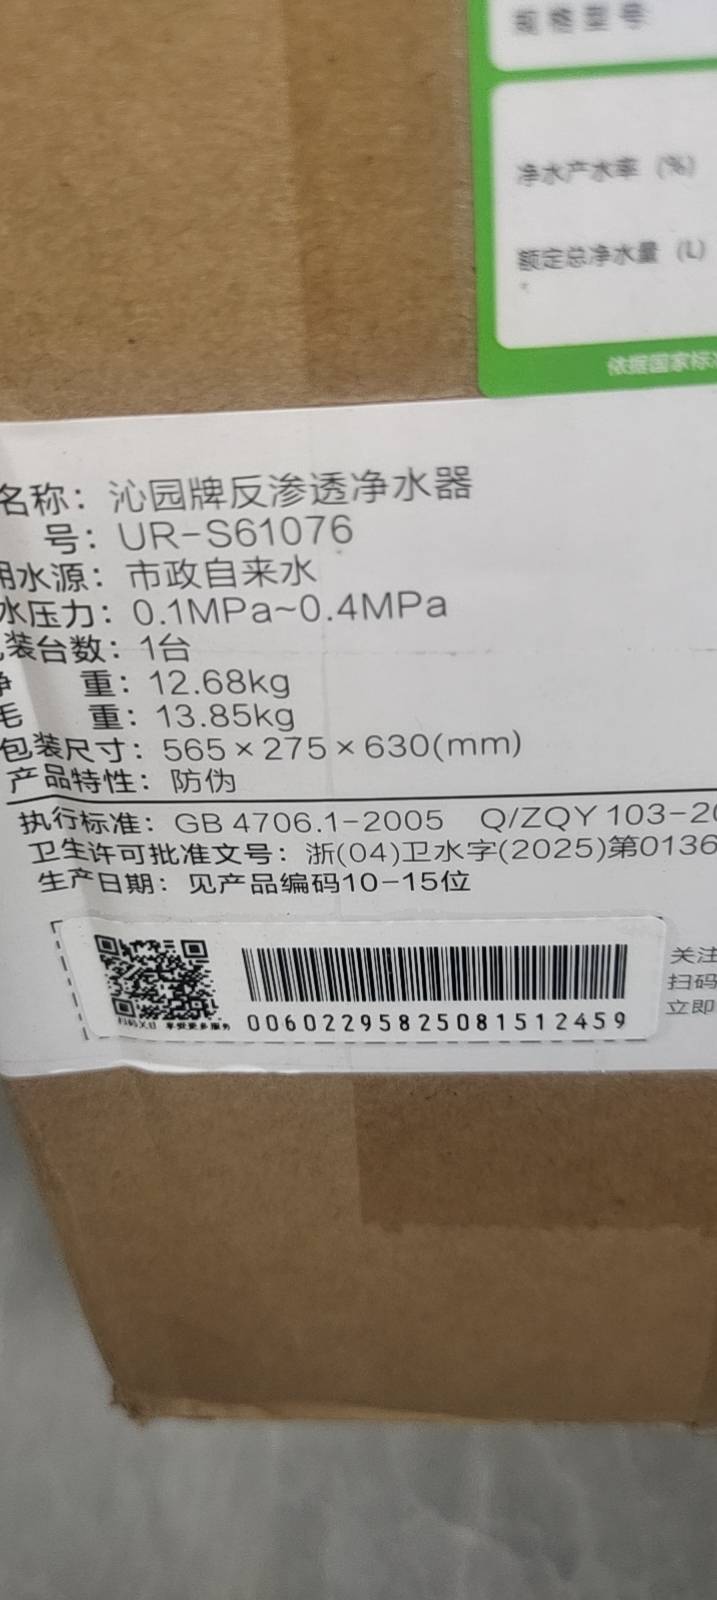 规格型号
净水产水率 (%)
额定总净水量 (L)
依据国家标准
名称：沁园牌反渗透净水器
号：UR-S61076
用水源：市政自来水
水压力：0.1MPa~0.4MPa
装台数：1台
净 重：12.68kg
毛 重：13.85kg
包装尺寸：565×275×630(mm)
产品特性：防伪
执行标准：GB 4706.1-2005 Q/ZQY 103-20
卫生许可批准文号：浙(04)卫水字(2025)第0136
生产日期：见产品编码10-15位
关注
扫码
立即
00602295825081512459